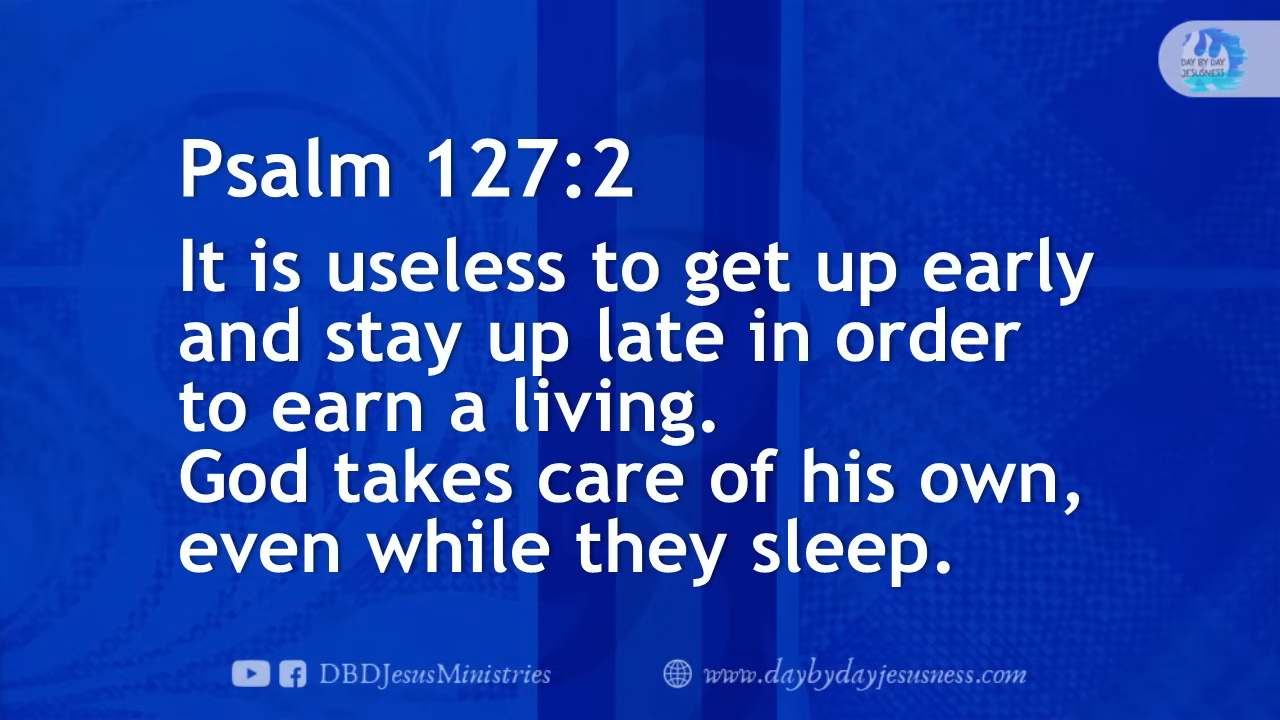 DAY BY DAY
JESUSNESS
Psalm 127:2
It is useless to get up early
and stay up late in order
to earn a living.
God takes care of his own,
even while they sleep.
DBDJesusMinistries
www.daybydayjesusness.com